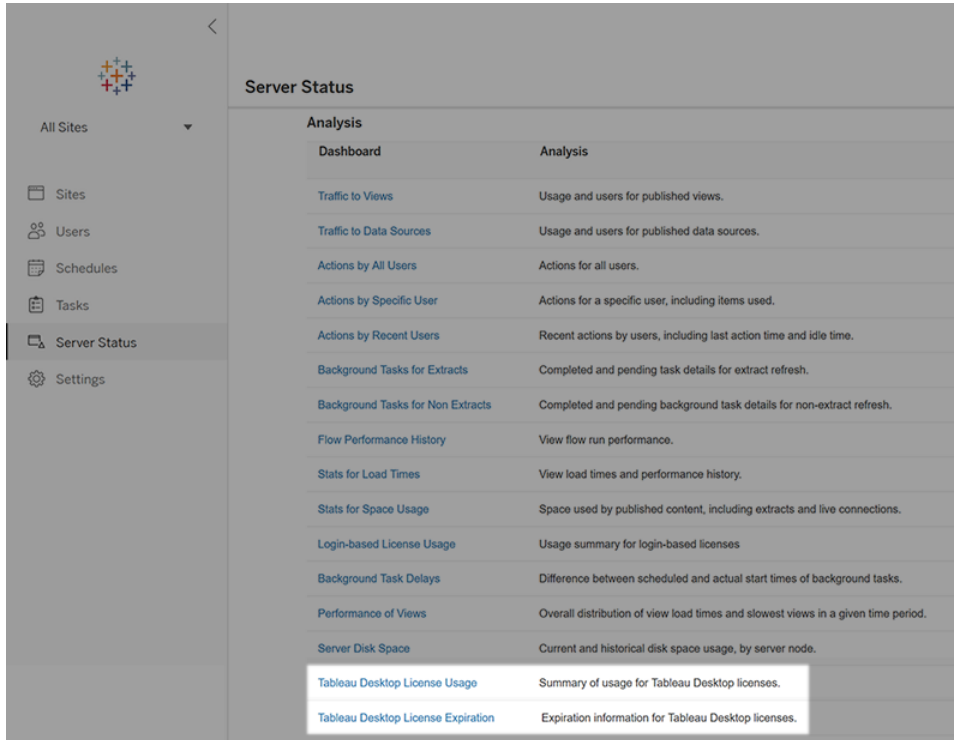 Server Status
All Sites
Sites
Users
Schedules
Tasks
Server Status
Settings
Analysis
Dashboard Analysis
Traffic to Views Usage and users for published views.
Traffic to Data Sources Usage and users for published data sources.
Actions by All Users Actions for all users.
Actions by Specific User Actions for a specific user, including items used.
Actions by Recent Users Recent actions by users, including last action time and idle time.
Background Tasks for Extracts Completed and pending task details for extract refresh.
Background Tasks for Non Extracts Completed and pending background task details for non-extract refresh.
Flow Performance History View flow run performance.
Stats for Load Times View load times and performance history.
Stats for Space Usage Space used by published content, including extracts and live connections.
Login-based License Usage Usage summary for login-based licenses
Background Task Delays Difference between scheduled and actual start times of background tasks.
Performance of Views Overall distribution of view load times and slowest views in a given time period.
Server Disk Space Current and historical disk space usage, by server node.
Tableau Desktop License Usage Summary of usage for Tableau Desktop licenses.
Tableau Desktop License Expiration Expiration information for Tableau Desktop licenses.